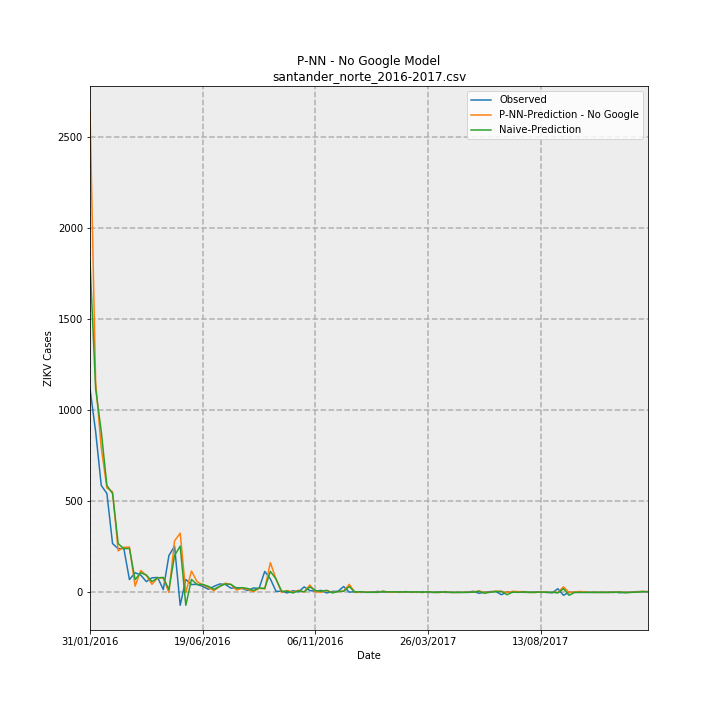 P-NN - No Google Model
santander_norte_2016-2017.csv
Observed
P-NN-Prediction - No Google
Naive-Prediction
ZIKV Cases
2500
2000
1500
1000
500
0
31/01/2016
19/06/2016
06/11/2016
26/03/2017
13/08/2017
Date